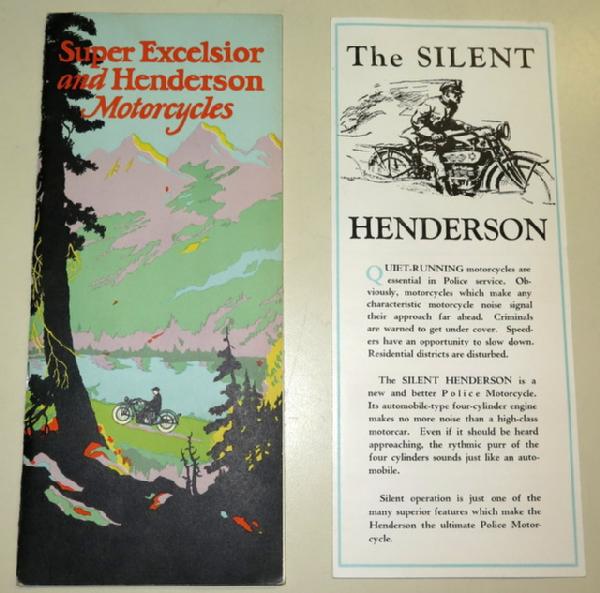 Super Excelsior
and Henderson
Motorcycles
The SILENT
HENDERSON
QUIET-RUNNING motorcycles are
essential in Police service. Ob-
viously, motorcycles which make any
characteristic motorcycle noise signal
their approach far ahead. Criminals
are warned to get under cover. Speed-
ers have an opportunity to slow down.
Residential districts are disturbed.
The SILENT HENDERSON is a
new and better Police Motorcycle.
Its automobile-type four-cylinder engine
makes no more noise than a high-class
motorcar. Even if it should be heard
approaching, the rythmic purr of the
four cylinders sounds just like an auto-
mobile.
Silent operation is just one of the
many superior features which make the
Henderson the ultimate Police Motor-
cycle.